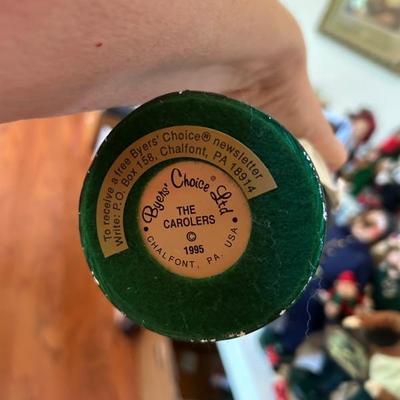 To receive a free Byers' Choice® newsletter
Write: P.O. Box 158, Chalfont, PA 18914
Byers' Choice® Ltd
THE
CAROLERS
©
1995
• CHALFONT, PA. USA •